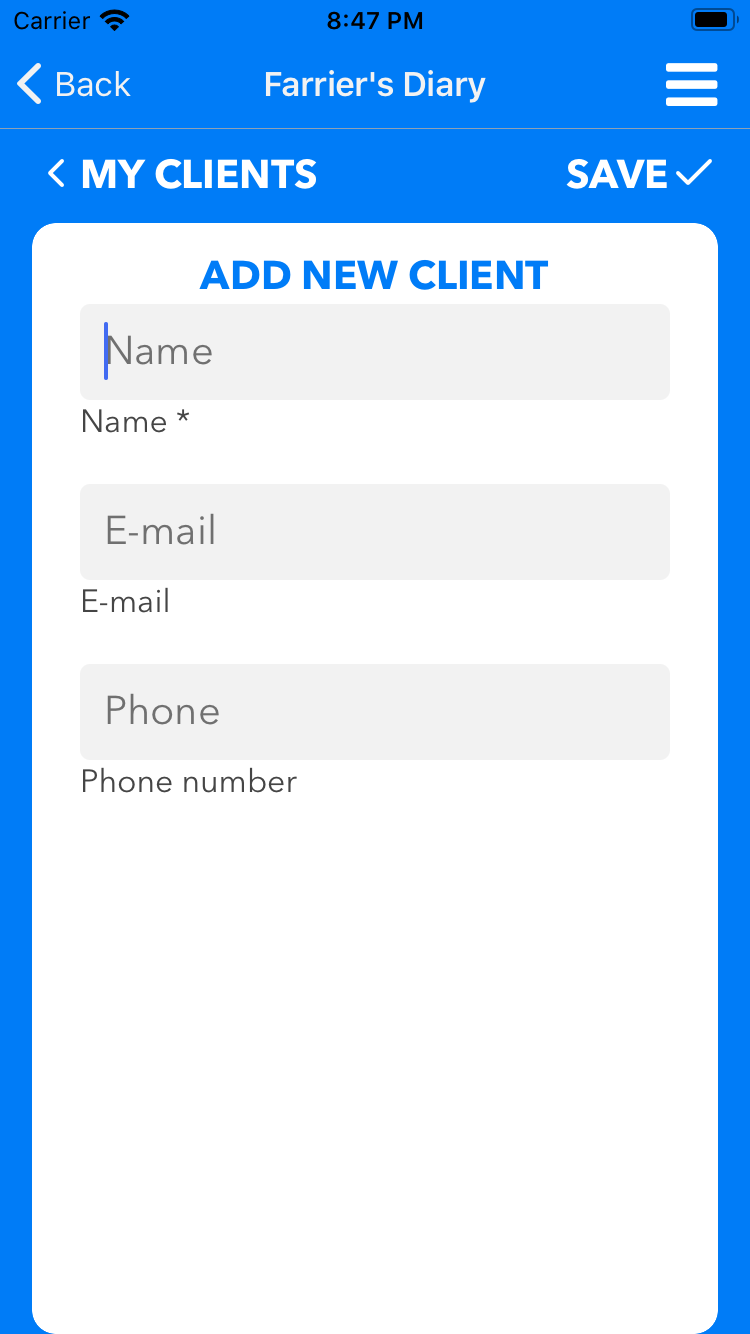 Carrier 8:47 PM
Back Farrier's Diary
MY CLIENTS SAVE
ADD NEW CLIENT
Name
Name *
E-mail
E-mail
Phone
Phone number